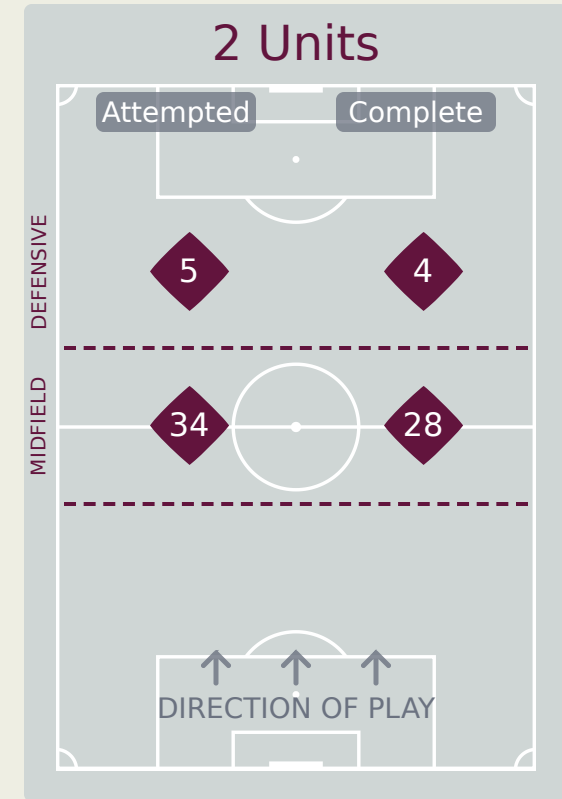 2 Units
Attempted Complete
DEFENSIVE
5 4
MIDFIELD
34 28
DIRECTION OF PLAY